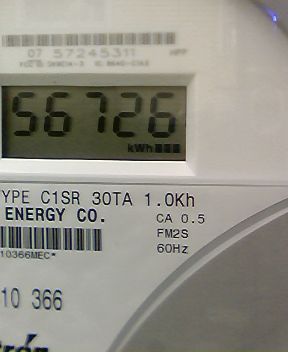 07 57245311
56726
kWh
YPE C1SR 30TA 1.0Kh
ENERGY CO.
CA 0.5
FM2S
60Hz
10366MEC*
10 366
trón